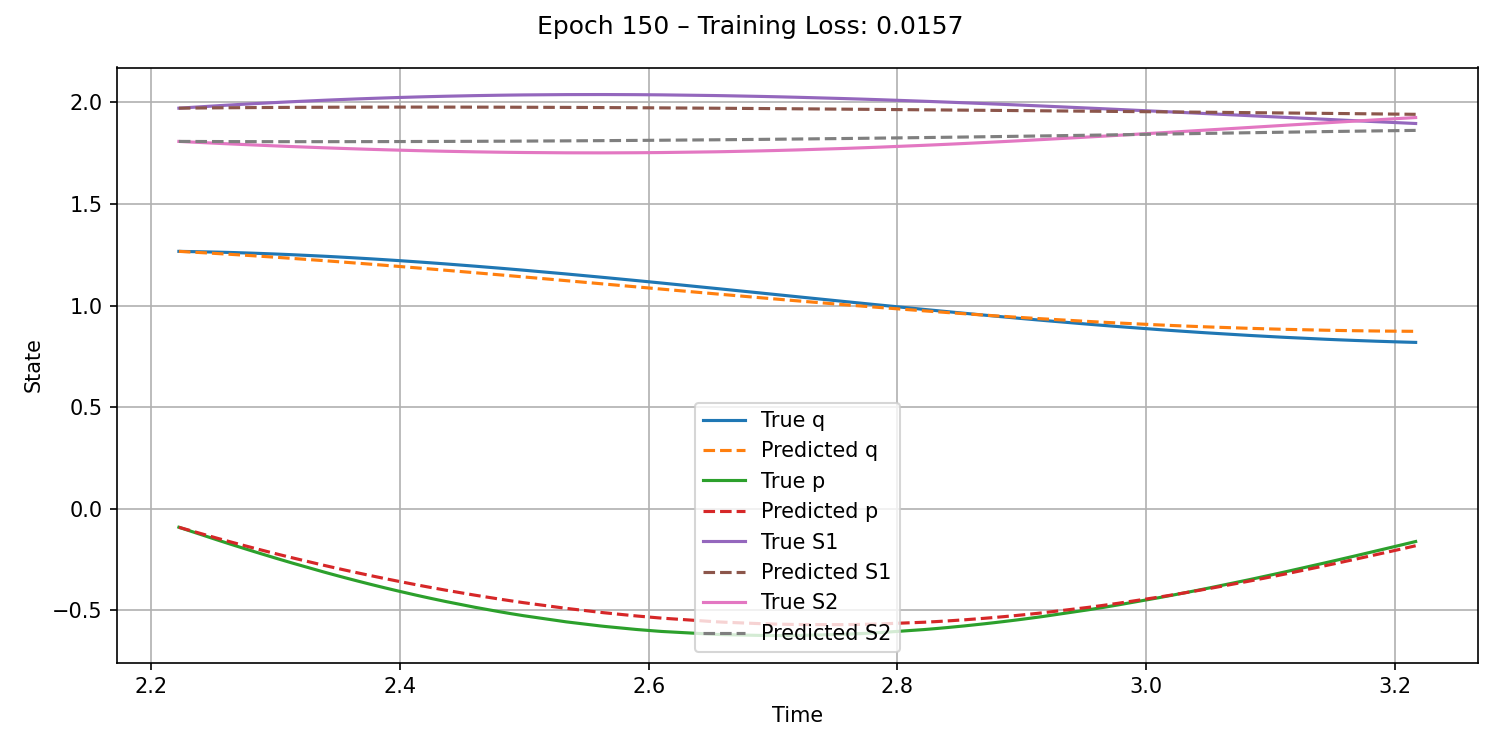 Epoch 150 – Training Loss: 0.0157
2.0
1.5
1.0
0.5
0.0
−0.5
State
True q
Predicted q
True p
Predicted p
True S1
Predicted S1
True S2
Predicted S2
2.2 2.4 2.6 2.8 3.0 3.2
Time